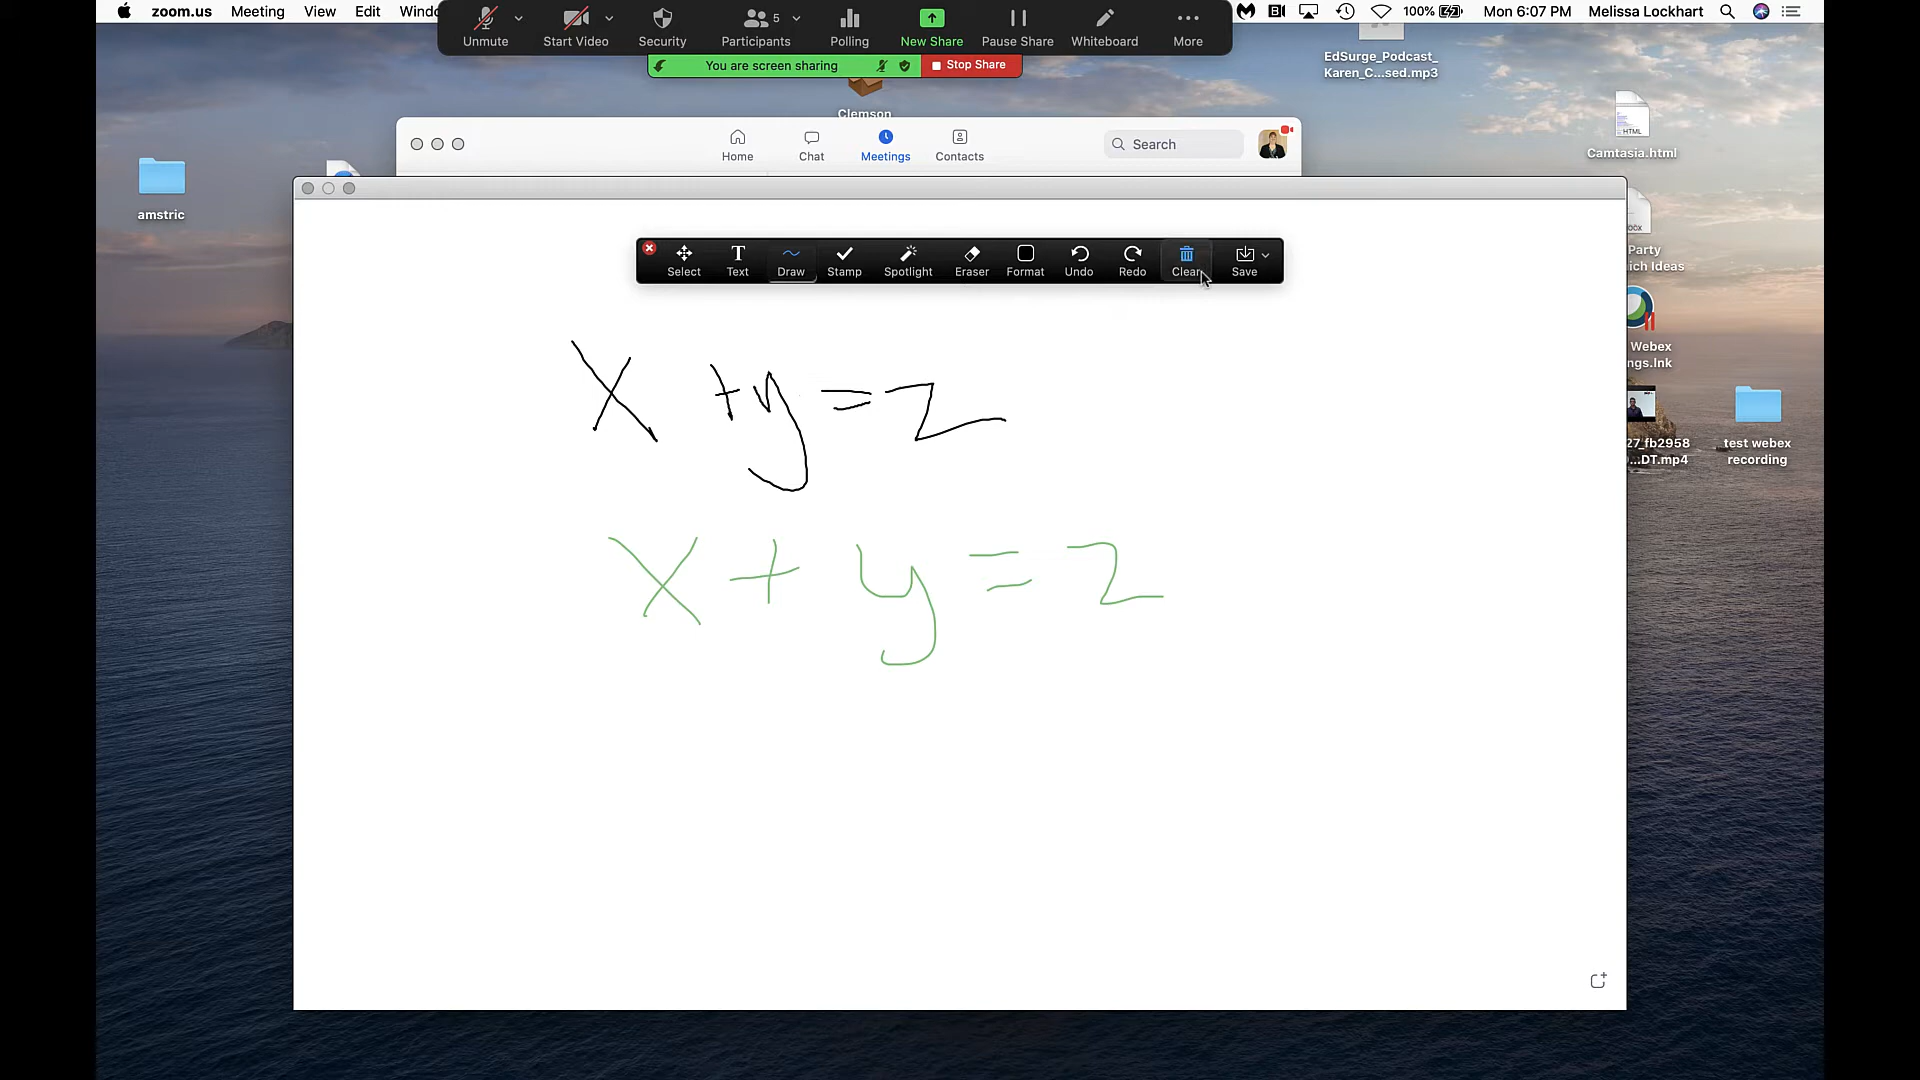 zoom.us Meeting View Edit Windo
100% Mon 6:07 PM Melissa Lockhart
Unmute Start Video Security Participants 5 Polling New Share Pause Share Whiteboard More
You are screen sharing Stop Share
EdSurge_Podcast_
Karen_C...sed.mp3
Clemson
Home Chat Meetings Contacts Search
HTML
Camtasia.html
amstric
Select Text Draw Stamp Spotlight Eraser Format Undo Redo Clear Save
Party
ich Ideas
Webex
ngs.lnk
27_fb2958
...DT.mp4
test webex
recording
x + y = 2
x + y = 2